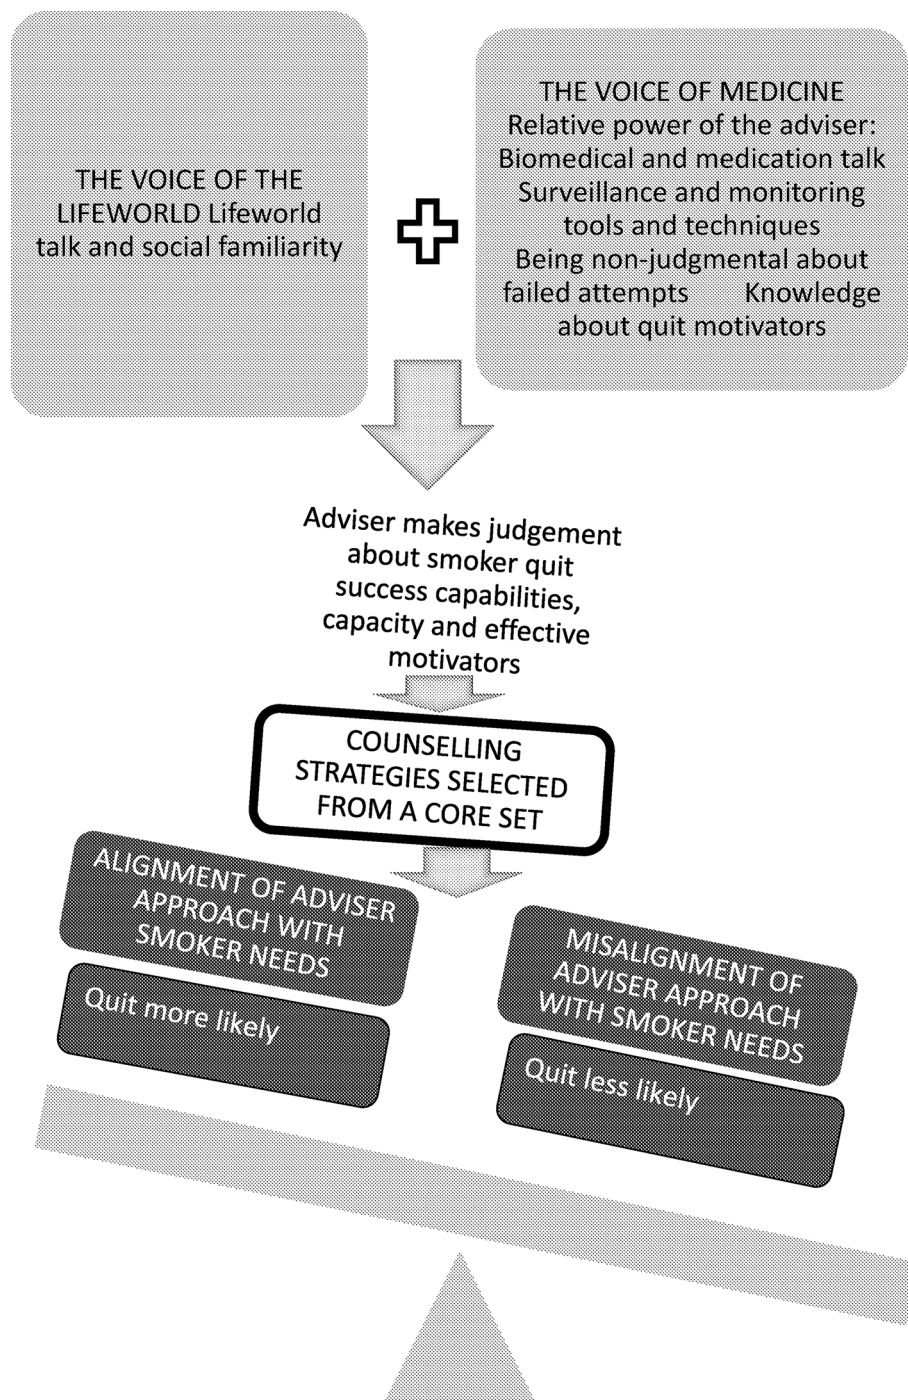 THE VOICE OF THE
LIFEWORLD Lifeworld
talk and social familiarity
THE VOICE OF MEDICINE
Relative power of the adviser:
Biomedical and medication talk
Surveillance and monitoring
tools and techniques
Being non-judgmental about
failed attempts Knowledge
about quit motivators
Adviser makes judgement
about smoker quit
success capabilities,
capacity and effective
motivators
COUNSELLING
STRATEGIES SELECTED
FROM A CORE SET
ALIGNMENT OF ADVISER
APPROACH WITH
SMOKER NEEDS
Quit more likely
MISALIGNMENT OF
ADVISER APPROACH
WITH SMOKER NEEDS
Quit less likely